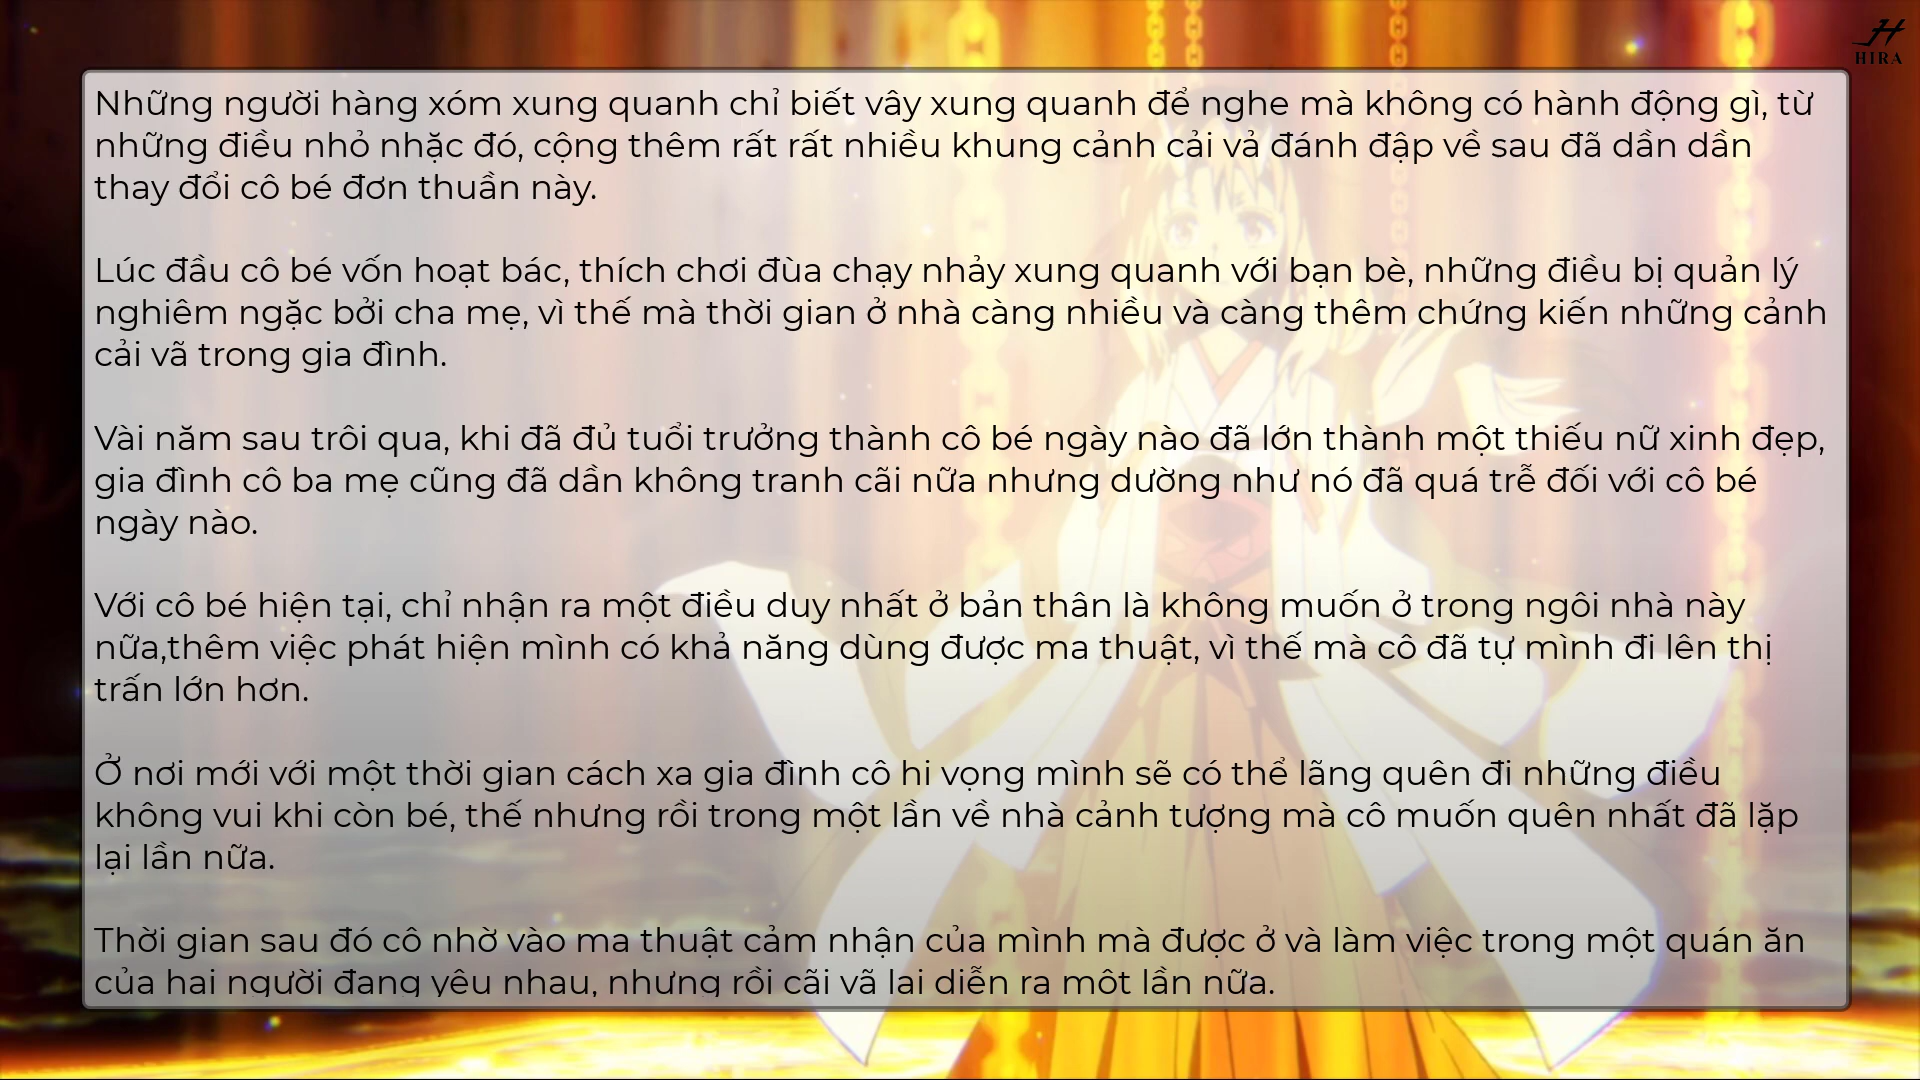 HIRA
Những người hàng xóm xung quanh chỉ biết vây xung quanh để nghe mà không có hành động gì, từ
những điều nhỏ nhặc đó, cộng thêm rất rất nhiều khung cảnh cải vả đánh đập về sau đã dần dần
thay đổi cô bé đơn thuần này.
Lúc đầu cô bé vốn hoạt bác, thích chơi đùa chạy nhảy xung quanh với bạn bè, những điều bị quản lý
nghiêm ngặc bởi cha mẹ, vì thế mà thời gian ở nhà càng nhiều và càng thêm chứng kiến những cảnh
cải vã trong gia đình.
Vài năm sau trôi qua, khi đã đủ tuổi trưởng thành cô bé ngày nào đã lớn thành một thiếu nữ xinh đẹp,
gia đình cô ba mẹ cũng đã dần không tranh cãi nữa nhưng dường như nó đã quá trễ đối với cô bé
ngày nào.
Với cô bé hiện tại, chỉ nhận ra một điều duy nhất ở bản thân là không muốn ở trong ngôi nhà này
nữa,thêm việc phát hiện mình có khả năng dùng được ma thuật, vì thế mà cô đã tự mình đi lên thị
trấn lớn hơn.
Ở nơi mới với một thời gian cách xa gia đình cô hi vọng mình sẽ có thể lãng quên đi những điều
không vui khi còn bé, thế nhưng rồi trong một lần về nhà cảnh tượng mà cô muốn quên nhất đã lặp
lại lần nữa.
Thời gian sau đó cô nhờ vào ma thuật cảm nhận của mình mà được ở và làm việc trong một quán ăn
của hai người đang yêu nhau, nhưng rồi cãi vã lại diễn ra một lần nữa.